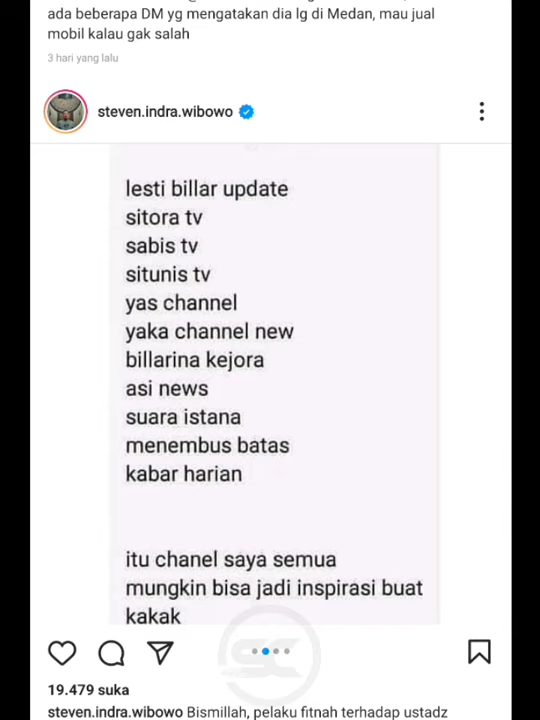 ada beberapa DM yg mengatakan dia lg di Medan, mau jual
mobil kalau gak salah
3 hari yang lalu
steven.indra.wibowo
lesti billar update
sitora tv
sabis tv
situnis tv
yas channel
yaka channel new
billarina kejora
asi news
suara istana
menembus batas
kabar harian
itu chanel saya semua
mungkin bisa jadi inspirasi buat
kakak
SC
19.479 suka
steven.indra.wibowo Bismillah, pelaku fitnah terhadap ustadz